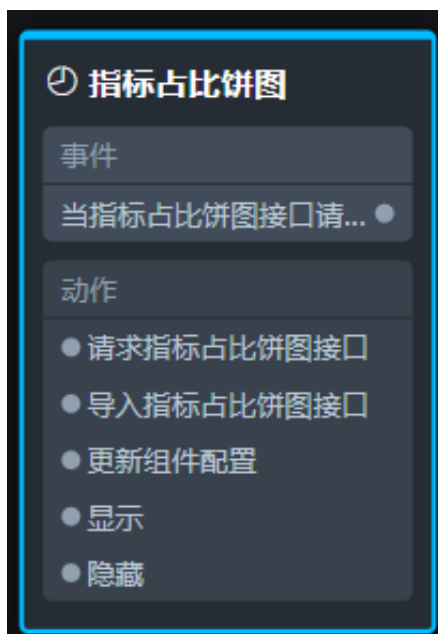 指标占比饼图
事件
当指标占比饼图接口请...
动作
请求指标占比饼图接口
导入指标占比饼图接口
更新组件配置
显示
隐藏